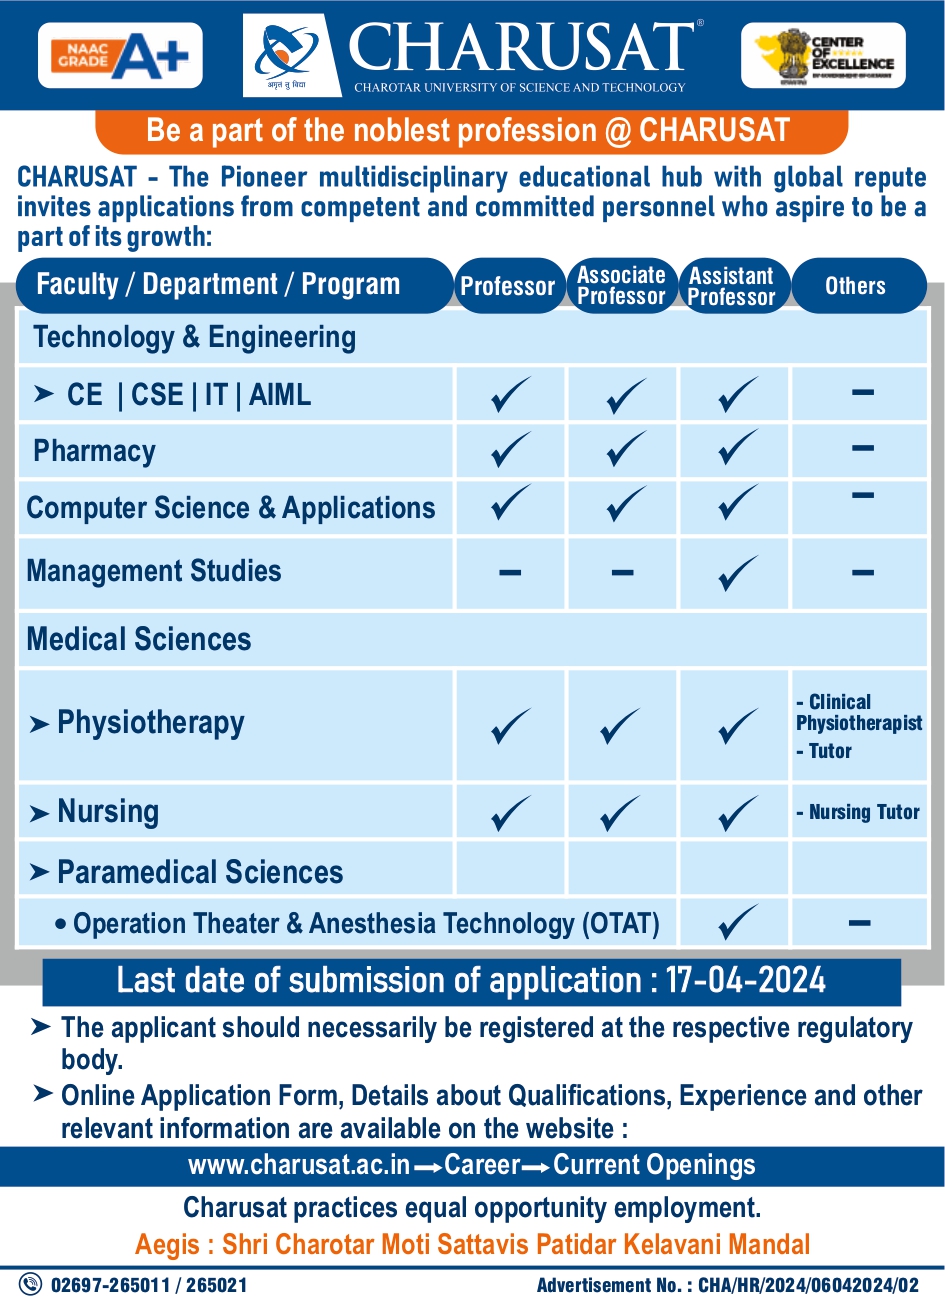 NAAC
GRADE A+
अमृतं तु विद्या
CHARUSAT®
CHAROTAR UNIVERSITY OF SCIENCE AND TECHNOLOGY
CENTER
OF
EXCELLENCE
BY GOVERNMENT OF GUJARAT
Be a part of the noblest profession @ CHARUSAT
CHARUSAT - The Pioneer multidisciplinary educational hub with global repute
invites applications from competent and committed personnel who aspire to be a
part of its growth:
Faculty / Department / Program Professor Associate Professor Assistant Professor Others
Technology & Engineering
➤ CE | CSE | IT | AIML ✓ ✓ ✓ –
Pharmacy ✓ ✓ ✓ –
Computer Science & Applications ✓ ✓ ✓ –
Management Studies – – ✓ –
Medical Sciences
➤ Physiotherapy ✓ ✓ ✓ - Clinical
Physiotherapist
- Tutor
➤ Nursing ✓ ✓ ✓ - Nursing Tutor
➤ Paramedical Sciences
• Operation Theater & Anesthesia Technology (OTAT) ✓ –
Last date of submission of application : 17-04-2024
➤ The applicant should necessarily be registered at the respective regulatory
body.
➤ Online Application Form, Details about Qualifications, Experience and other
relevant information are available on the website :
www.charusat.ac.in→Career→Current Openings
Charusat practices equal opportunity employment.
Aegis : Shri Charotar Moti Sattavis Patidar Kelavani Mandal
02697-265011 / 265021 Advertisement No. : CHA/HR/2024/06042024/02